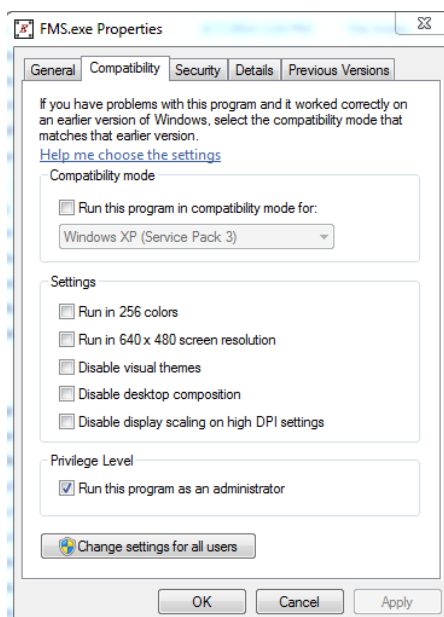 FMS.exe Properties
General Compatibility Security Details Previous Versions
If you have problems with this program and it worked correctly on
an earlier version of Windows, select the compatibility mode that
matches that earlier version.
Help me choose the settings
Compatibility mode
Run this program in compatibility mode for:
Windows XP (Service Pack 3)
Settings
Run in 256 colors
Run in 640 x 480 screen resolution
Disable visual themes
Disable desktop composition
Disable display scaling on high DPI settings
Privilege Level
Run this program as an administrator
Change settings for all users
OK Cancel Apply